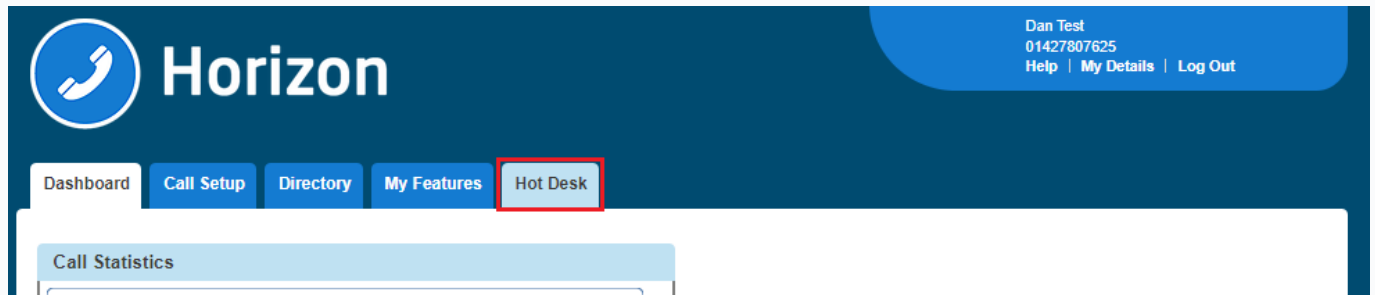 Horizon
Dan Test
01427807625
Help | My Details | Log Out
Dashboard Call Setup Directory My Features Hot Desk
Call Statistics